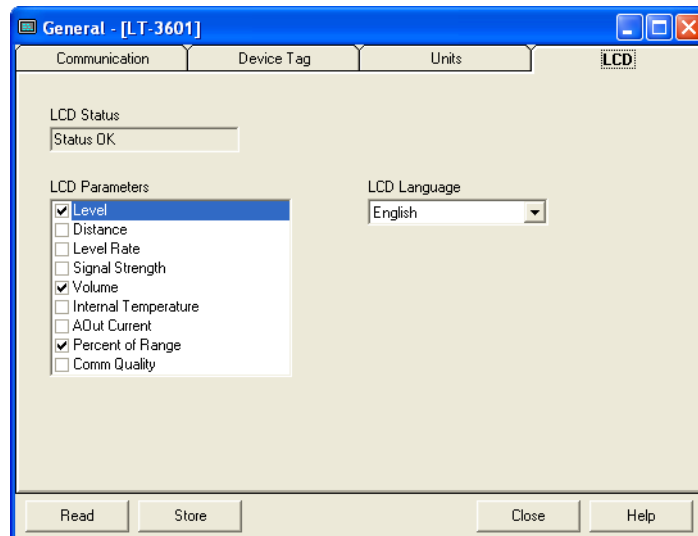 General - [LT-3601]
Communication Device Tag Units LCD
LCD Status
Status OK
LCD Parameters LCD Language
Level English
Distance
Level Rate
Signal Strength
Volume
Internal Temperature
AOut Current
Percent of Range
Comm Quality
Read Store Close Help